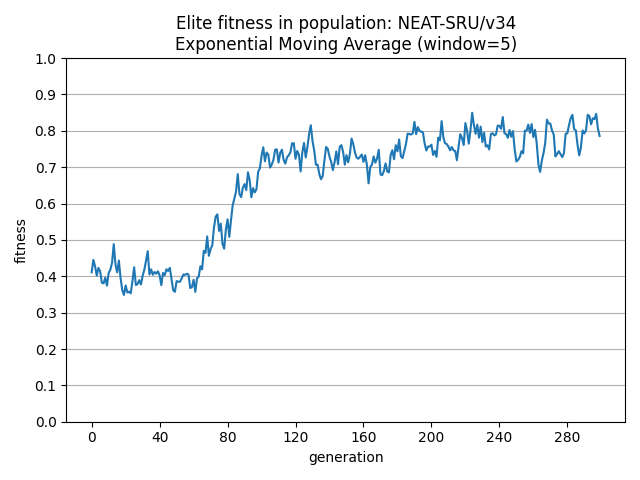 Elite fitness in population: NEAT-SRU/v34
Exponential Moving Average (window=5)
1.0
0.9
0.8
0.7
0.6
0.5
0.4
0.3
0.2
0.1
0.0
fitness
0 40 80 120 160 200 240 280
generation